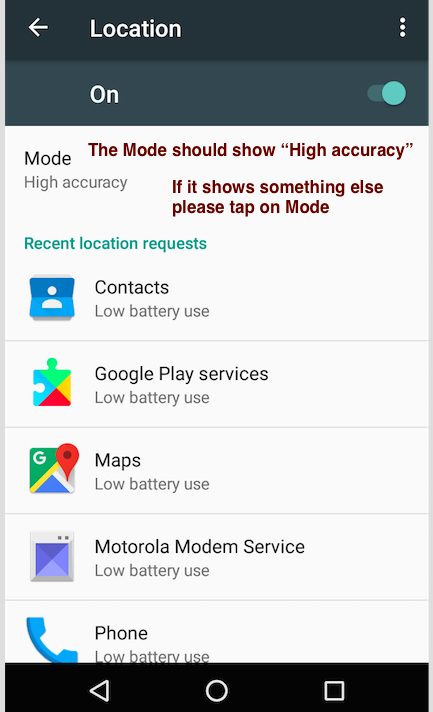 Location
On
Mode
The Mode should show “High accuracy”
High accuracy
If it shows something else
please tap on Mode
Recent location requests
Contacts
Low battery use
Google Play services
Low battery use
G
Maps
Low battery use
Motorola Modem Service
Low battery use
Phone
Low battery use